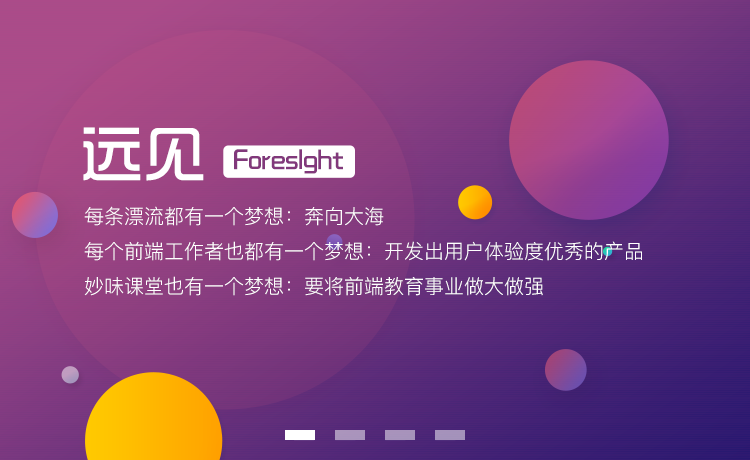 远见 Foresight
每条漂流都有一个梦想：奔向大海
每个前端工作者也都有一个梦想：开发出用户体验度优秀的产品
妙味课堂也有一个梦想：要将前端教育事业做大做强